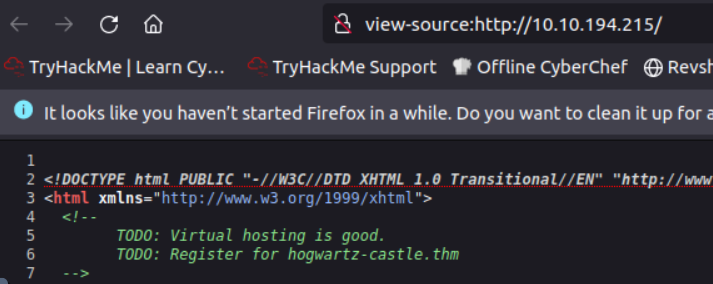 view-source:http://10.10.194.215/
TryHackMe | Learn Cy... TryHackMe Support Offline CyberChef Revsh
It looks like you haven't started Firefox in a while. Do you want to clean it up for a
1
2 <!DOCTYPE html PUBLIC "-//W3C//DTD XHTML 1.0 Transitional//EN" "http://www
3 <html xmlns="http://www.w3.org/1999/xhtml">
4 <!--
5 TODO: Virtual hosting is good.
6 TODO: Register for hogwartz-castle.thm
7 -->